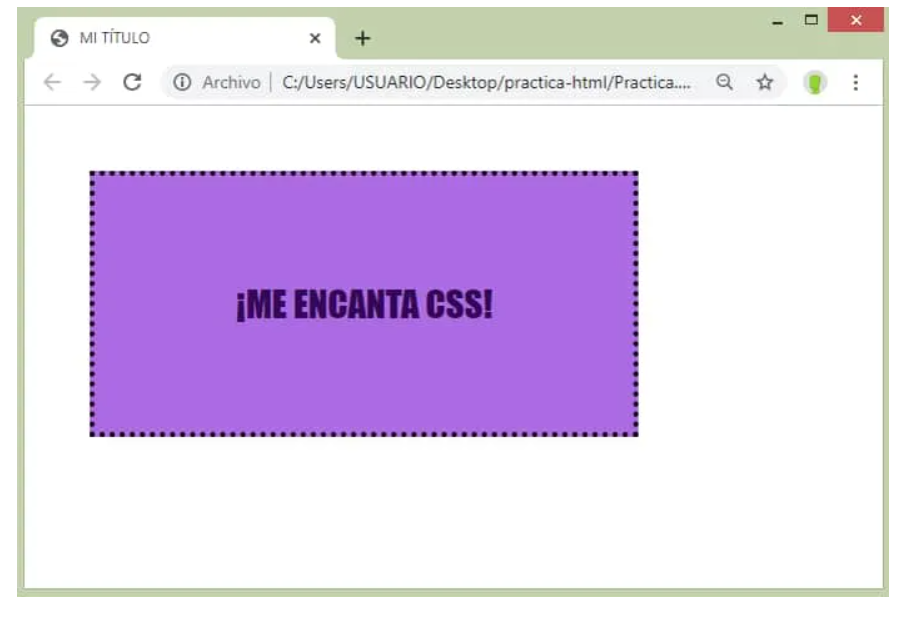 MI TÍTULO
Archivo | C:/Users/USUARIO/Desktop/practica-html/Practica....
¡ME ENCANTA CSS!